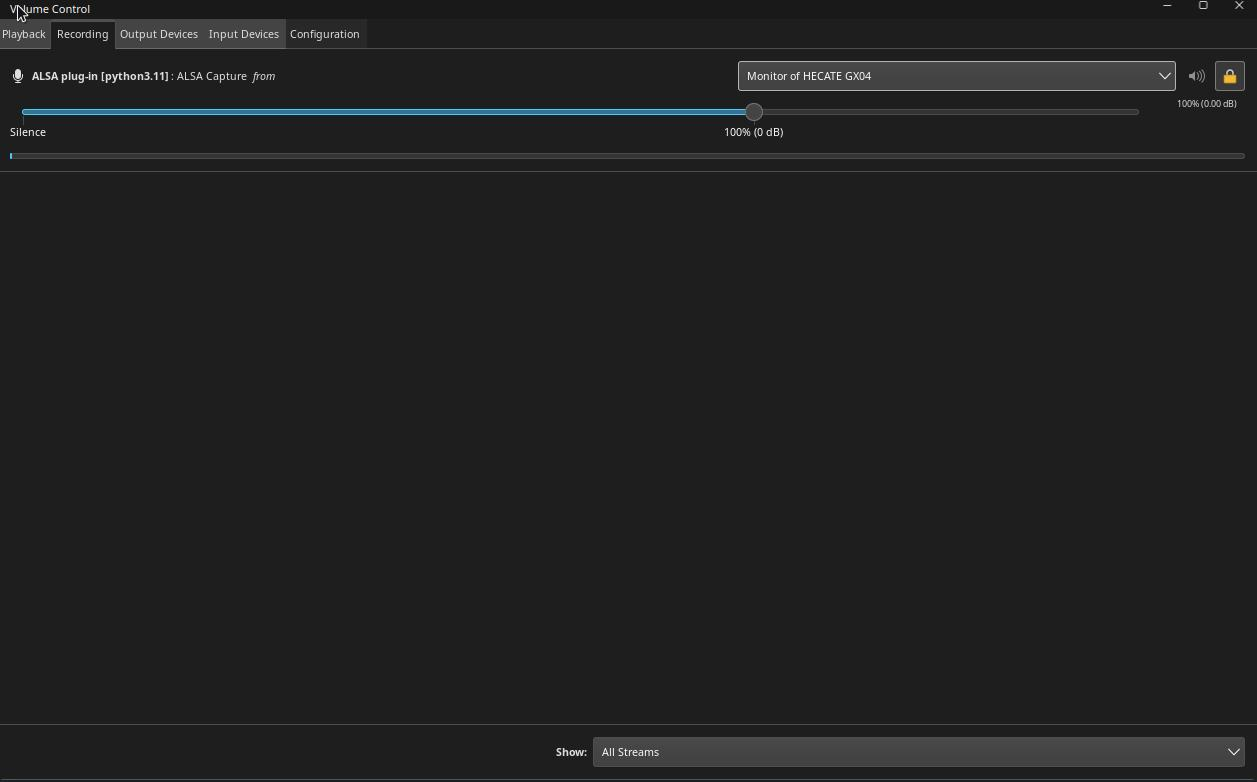 Volume Control
Playback Recording Output Devices Input Devices Configuration
ALSA plug-in [python3.11] : ALSA Capture from Monitor of HECATE GX04
100% (0.00 dB)
Silence 100% (0 dB)
Show: All Streams